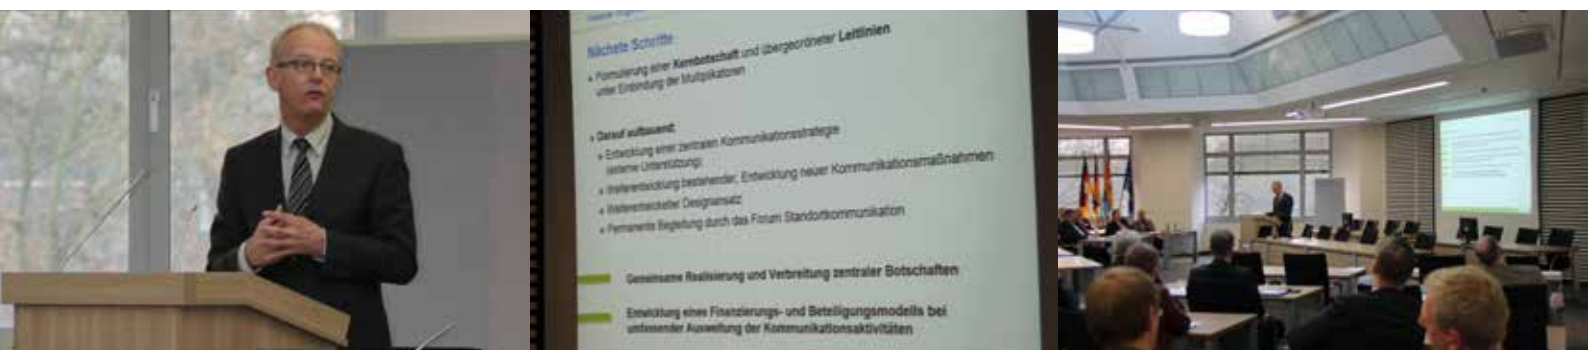 Nächste Schritte
» Formulierung einer Kernbotschaft und übergeordneter Leitlinien
unter Einbindung der Multiplikatoren
» Darauf aufbauend:
» Entwicklung einer zentralen Kommunikationsstrategie
(externe Unterstützung)
» Weiterentwicklung bestehender, Entwicklung neuer Kommunikationsmaßnahmen
» Weiterentwickelter Designansatz
» Permanente Begleitung durch das Forum Standortkommunikation
Gemeinsame Realisierung und Verbreitung zentraler Botschaften
Entwicklung eines Finanzierungs- und Beteiligungsmodells bei
umfassender Ausweitung der Kommunikationsaktivitäten